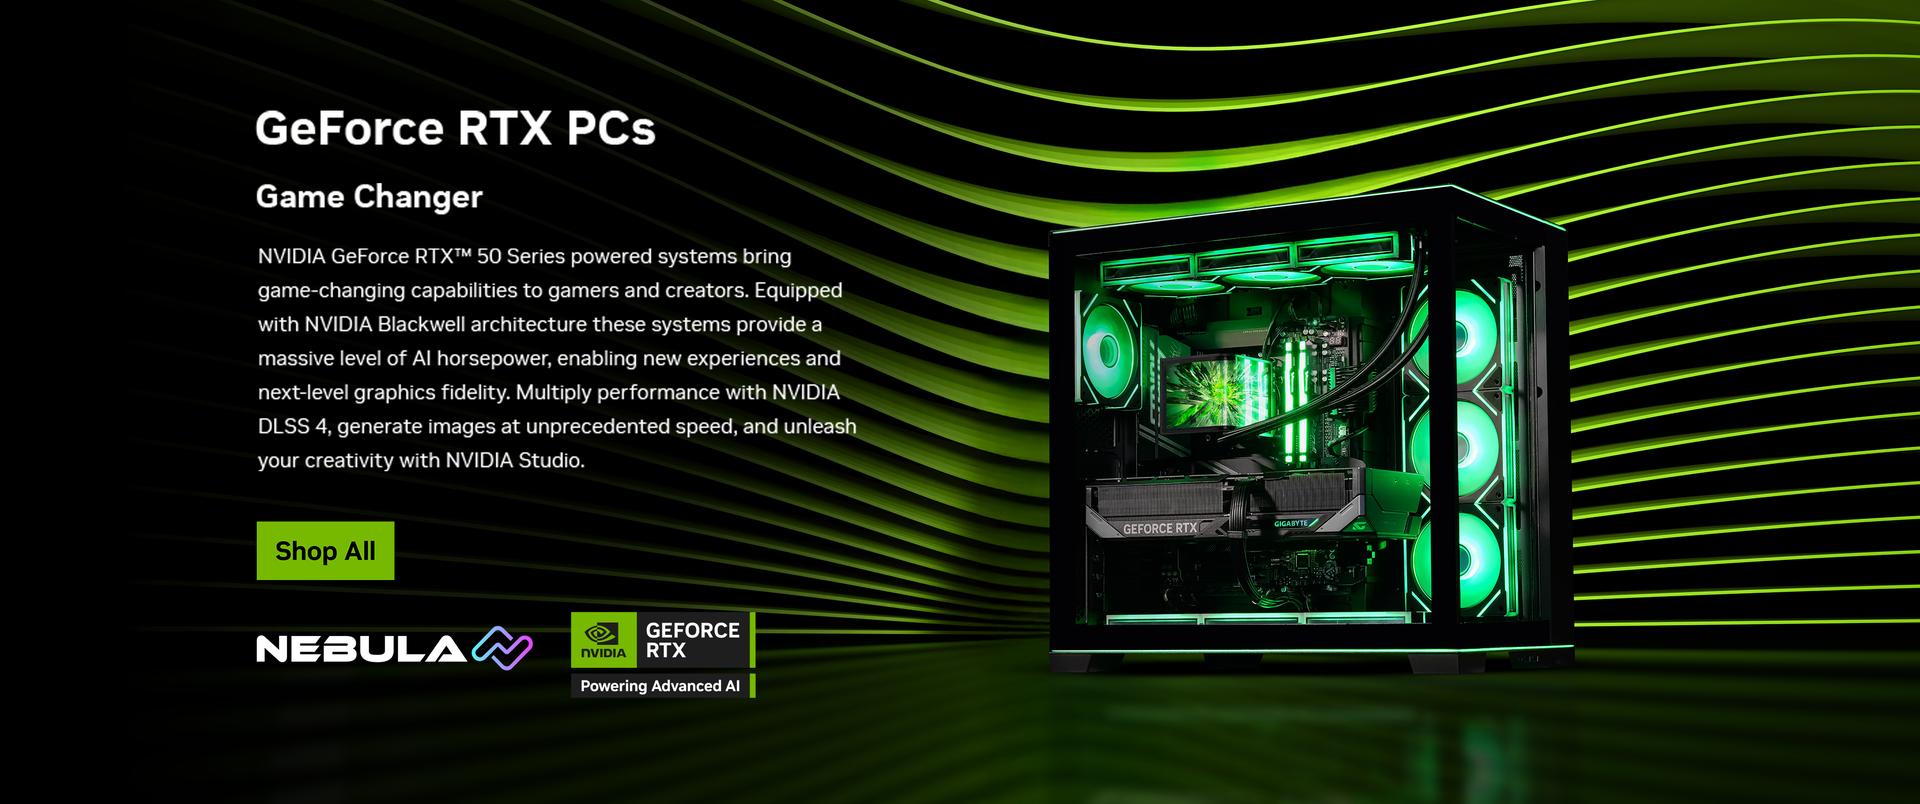 GeForce RTX PCs
Game Changer
NVIDIA GeForce RTX™ 50 Series powered systems bring
game-changing capabilities to gamers and creators. Equipped
with NVIDIA Blackwell architecture these systems provide a
massive level of AI horsepower, enabling new experiences and
next-level graphics fidelity. Multiply performance with NVIDIA
DLSS 4, generate images at unprecedented speed, and unleash
your creativity with NVIDIA Studio.
Shop All
NEBULA
NVIDIA
GEFORCE
RTX
Powering Advanced AI
GEFORCE RTX
GIGABYTE